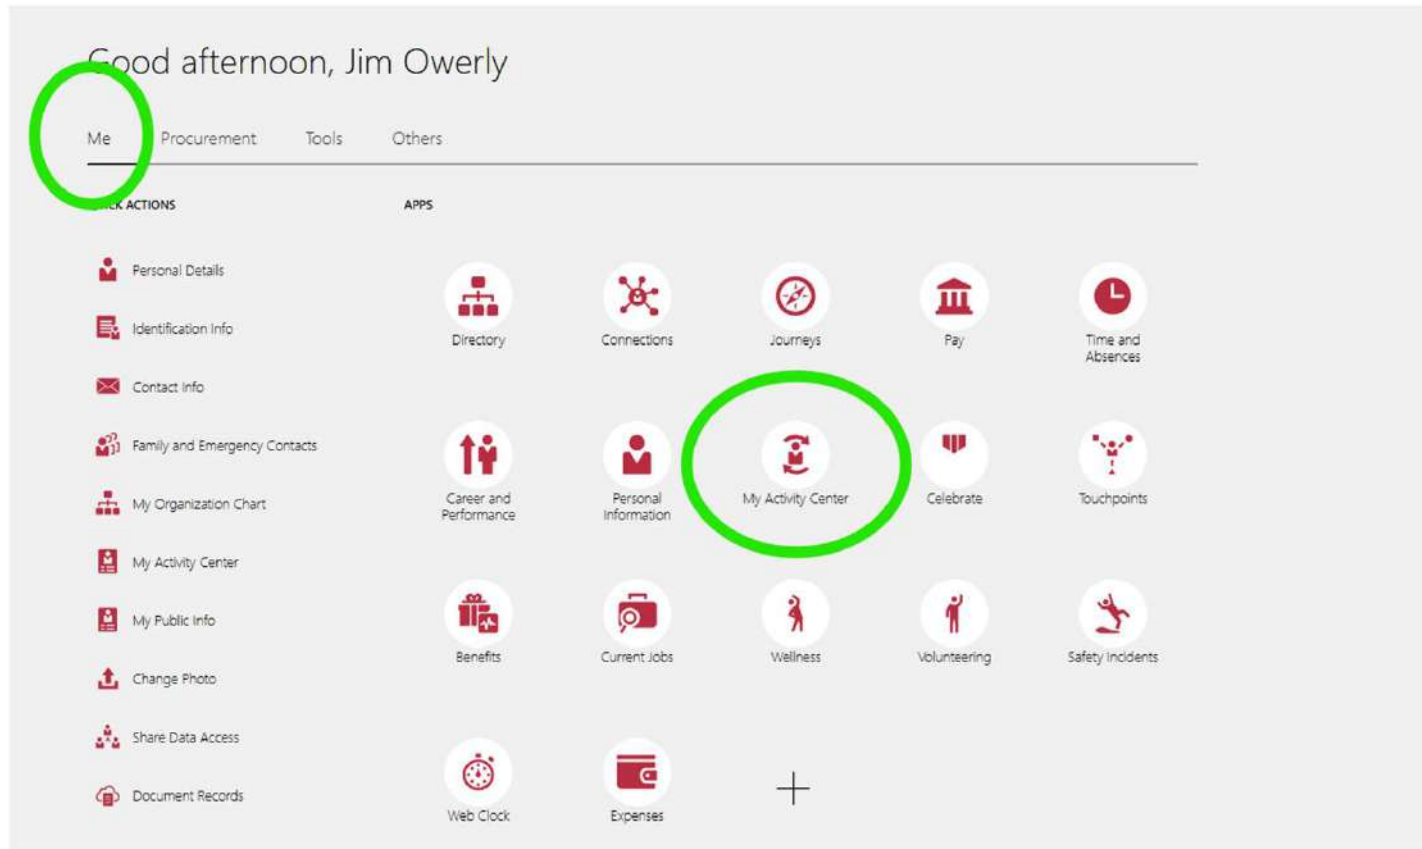 Good afternoon, Jim Owerly
Me Procurement Tools Others
ACTIONS
APPS
Personal Details
Identification Info
Contact Info
Family and Emergency Contacts
My Organization Chart
My Activity Center
My Public Info
Change Photo
Share Data Access
Document Records
Directory
Connections
Journeys
Pay
Time and
Absences
Career and
Performance
Personal
Information
My Activity Center
Celebrate
Touchpoints
Benefits
Current Jobs
Wellness
Volunteering
Safety Incidents
Web Clock
Expenses